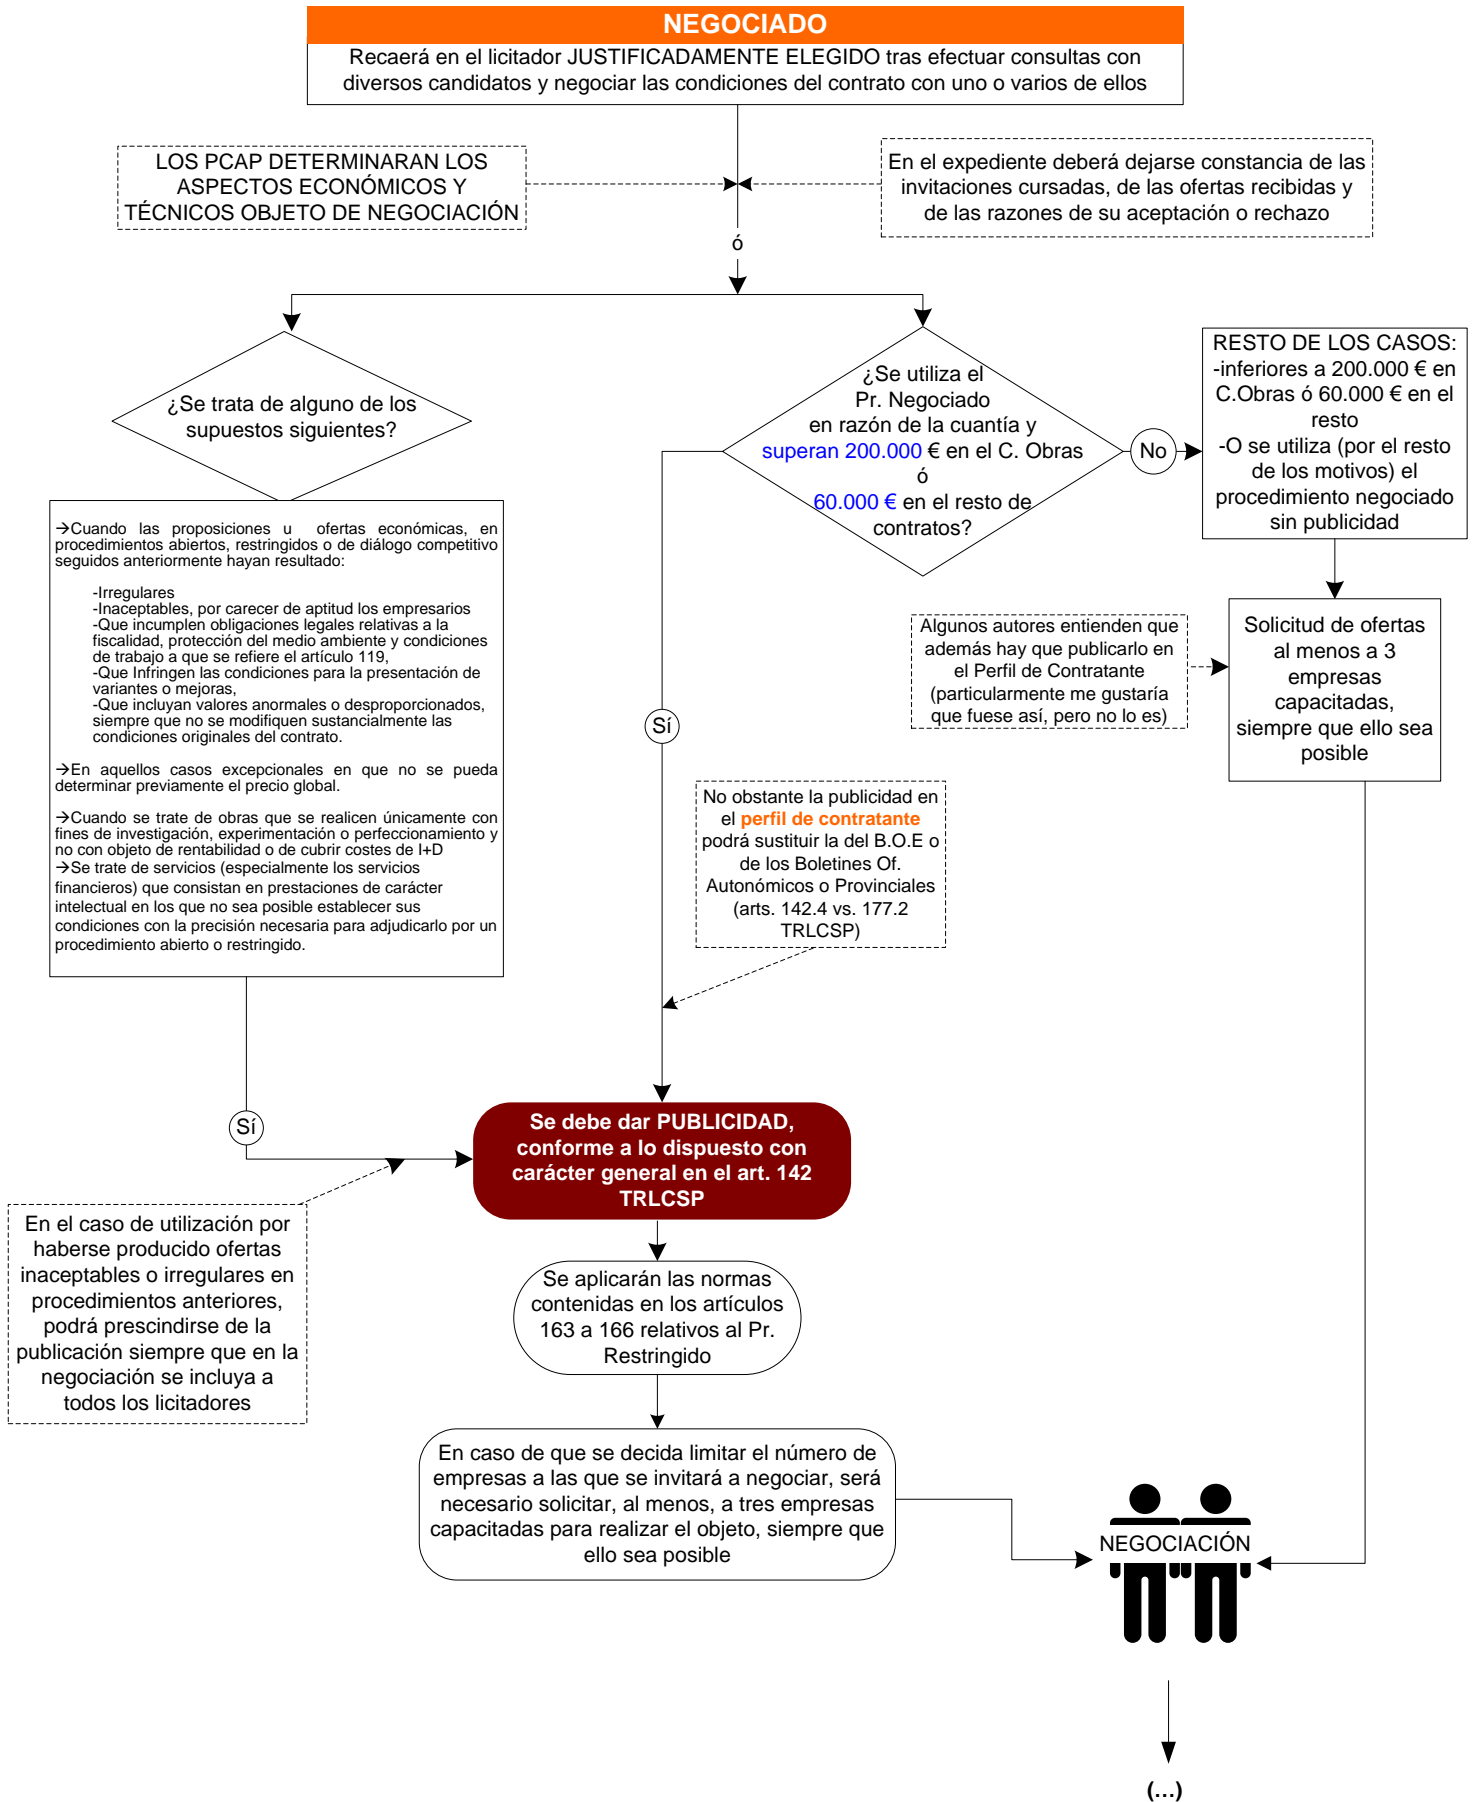 NEGOCIADO
Recaerá en el licitador JUSTIFICADAMENTE ELEGIDO tras efectuar consultas con
diversos candidatos y negociar las condiciones del contrato con uno o varios de ellos
LOS PCAP DETERMINARAN LOS
ASPECTOS ECONÓMICOS Y
TÉCNICOS OBJETO DE NEGOCIACIÓN
En el expediente deberá dejarse constancia de las
invitaciones cursadas, de las ofertas recibidas y
de las razones de su aceptación o rechazo
ó
¿Se trata de alguno de los
supuestos siguientes?
¿Se utiliza el
Pr. Negociado
en razón de la cuantía y
superan 200.000 € en el C. Obras
ó
60.000 € en el resto de
contratos?
No
RESTO DE LOS CASOS:
-inferiores a 200.000 € en
C.Obras ó 60.000 € en el
resto
-O se utiliza (por el resto
de los motivos) el
procedimiento negociado
sin publicidad
→Cuando las proposiciones u ofertas económicas, en
procedimientos abiertos, restringidos o de diálogo competitivo
seguidos anteriormente hayan resultado:
-Irregulares
-Inaceptables, por carecer de aptitud los empresarios
-Que incumplen obligaciones legales relativas a la
fiscalidad, protección del medio ambiente y condiciones
de trabajo a que se refiere el artículo 119,
-Que Infringen las condiciones para la presentación de
variantes o mejoras,
-Que incluyan valores anormales o desproporcionados,
siempre que no se modifiquen sustancialmente las
condiciones originales del contrato.
→En aquellos casos excepcionales en que no se pueda
determinar previamente el precio global.
→Cuando se trate de obras que se realicen únicamente con
fines de investigación, experimentación o perfeccionamiento y
no con objeto de rentabilidad o de cubrir costes de I+D
→Se trate de servicios (especialmente los servicios
financieros) que consistan en prestaciones de carácter
intelectual en los que no sea posible establecer sus
condiciones con la precisión necesaria para adjudicarlo por un
procedimiento abierto o restringido.
Algunos autores entienden que
además hay que publicarlo en
el Perfil de Contratante
(particularmente me gustaría
que fuese así, pero no lo es)
Solicitud de ofertas
al menos a 3
empresas
capacitadas,
siempre que ello sea
posible
Sí
No obstante la publicidad en
el perfil de contratante
podrá sustituir la del B.O.E o
de los Boletines Of.
Autonómicos o Provinciales
(arts. 142.4 vs. 177.2
TRLCSP)
Sí
Se debe dar PUBLICIDAD,
conforme a lo dispuesto con
carácter general en el art. 142
TRLCSP
En el caso de utilización por
haberse producido ofertas
inaceptables o irregulares en
procedimientos anteriores,
podrá prescindirse de la
publicación siempre que en la
negociación se incluya a
todos los licitadores
Se aplicarán las normas
contenidas en los artículos
163 a 166 relativos al Pr.
Restringido
En caso de que se decida limitar el número de
empresas a las que se invitará a negociar, será
necesario solicitar, al menos, a tres empresas
capacitadas para realizar el objeto, siempre que
ello sea posible
NEGOCIACIÓN
(...)